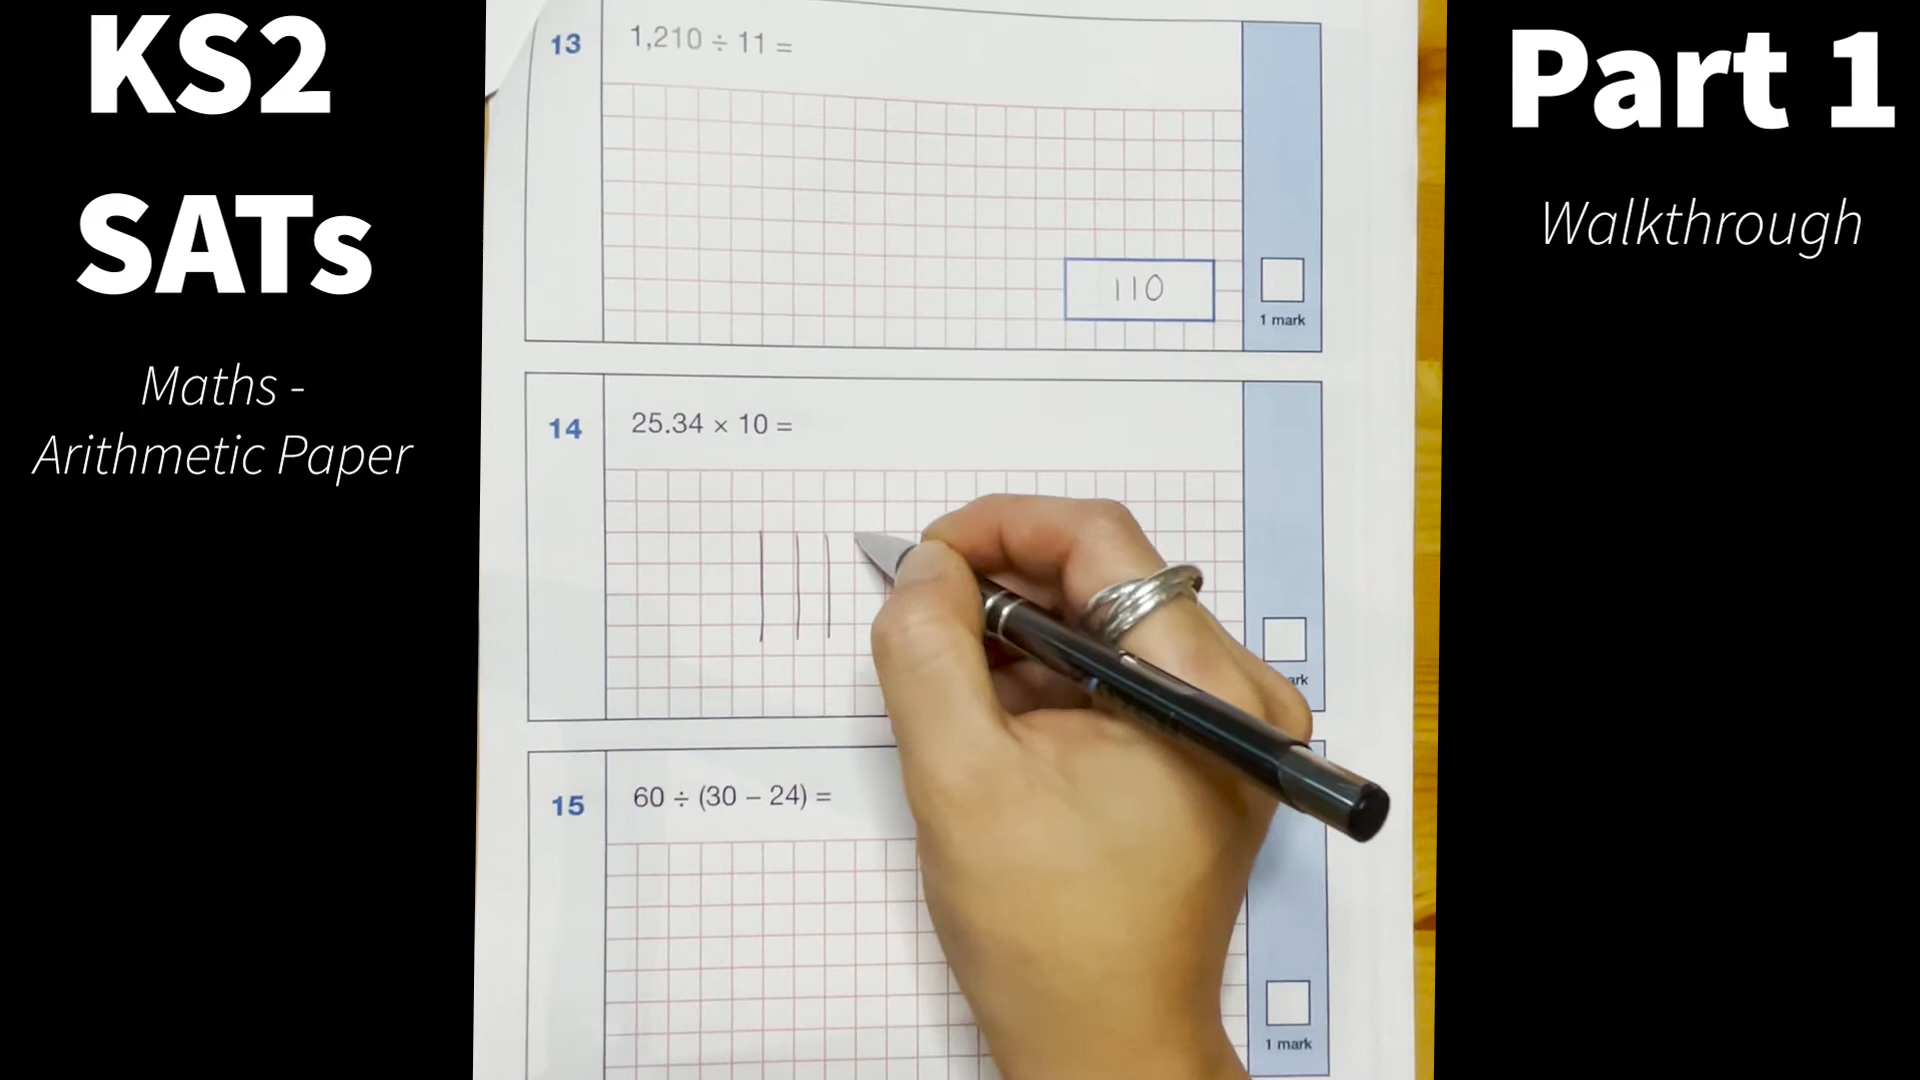 KS2
SATs
Maths -
Arithmetic Paper
Part 1
Walkthrough
13
1,210 ÷ 11 =
110
1 mark
14
25.34 × 10 =
ark
15
60 ÷ (30 – 24) =
1 mark